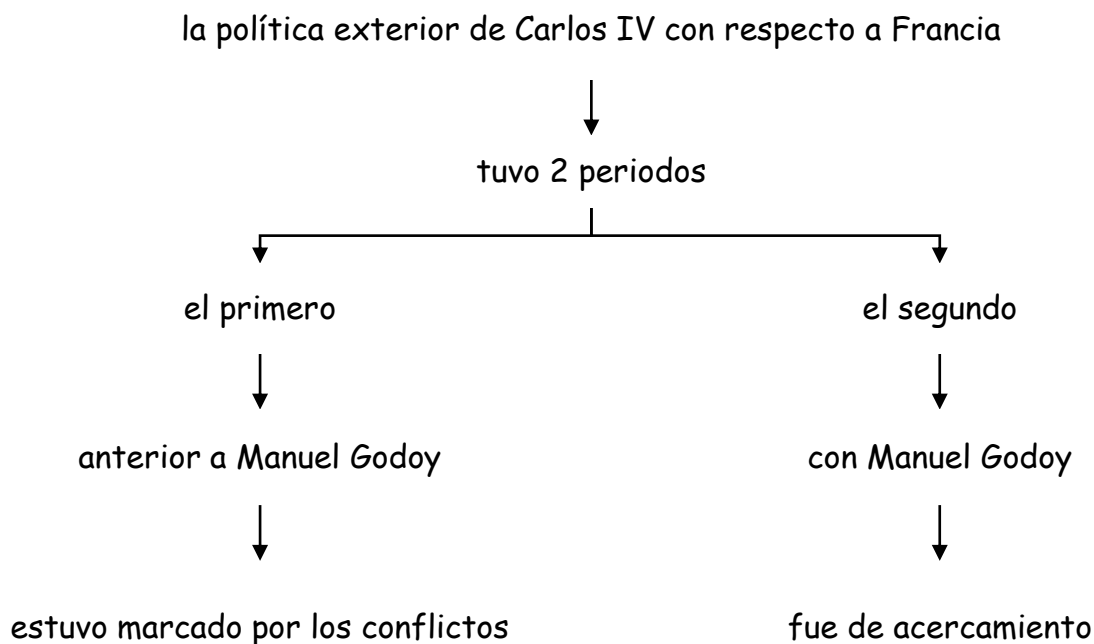 la política exterior de Carlos IV con respecto a Francia
tuvo 2 periodos
el primero
el segundo
anterior a Manuel Godoy
con Manuel Godoy
estuvo marcado por los conflictos
fue de acercamiento